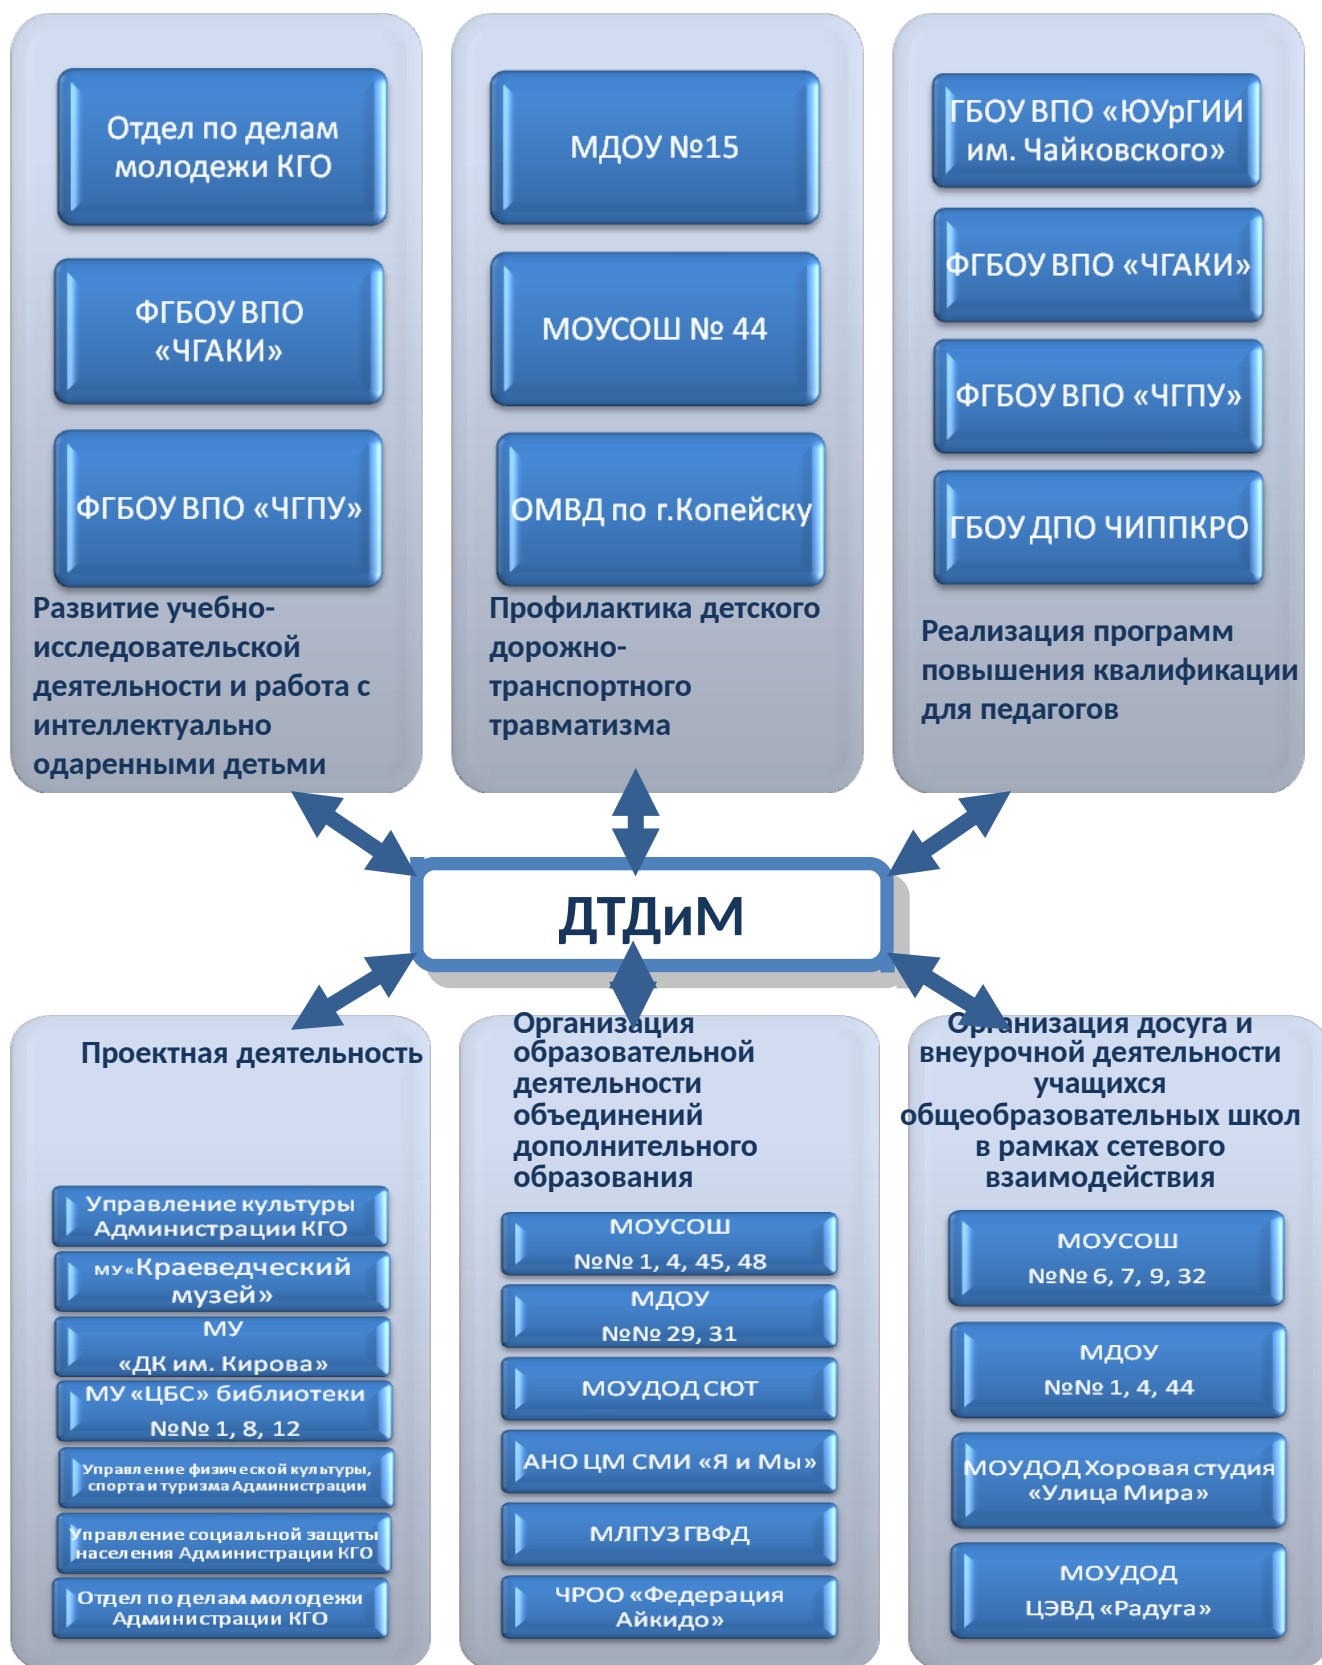 Отдел по делам
молодежи КГО
ФГБОУ ВПО
«ЧГАКИ»
ФГБОУ ВПО «ЧГПУ»
Развитие учебно-
исследовательской
деятельности и работа с
интеллектуально
одаренными детьми
МДОУ №15
МОУСОШ № 44
ОМВД по г.Копейску
Профилактика детского
дорожно-
транспортного
травматизма
ГБОУ ВПО «ЮУрГИИ
им. Чайковского»
ФГБОУ ВПО «ЧГАКИ»
ФГБОУ ВПО «ЧГПУ»
ГБОУ ДПО ЧИППКРО
Реализация программ
повышения квалификации
для педагогов
ДТДиМ
Проектная деятельность
Управление культуры
Администрации КГО
МУ «Краеведческий
музей»
МУ
«ДК им. Кирова»
МУ «ЦБС» библиотеки
№№ 1, 8, 12
Управление физической культуры,
спорта и туризма Администрации
Управление социальной защиты
населения Администрации КГО
Отдел по делам молодежи
Администрации КГО
Организация
образовательной
деятельности
объединений
дополнительного
образования
МОУСОШ
№№ 1, 4, 45, 48
МДОУ
№№ 29, 31
МОУДОД СЮТ
АНО ЦМ СМИ «Я и Мы»
МЛПУЗ ГВФД
ЧРОО «Федерация
Айкидо»
Организация досуга и
внеурочной деятельности
учащихся
общеобразовательных школ
в рамках сетевого
взаимодействия
МОУСОШ
№№ 6, 7, 9, 32
МДОУ
№№ 1, 4, 44
МОУДОД Хоровая студия
«Улица Мира»
МОУДОД
ЦЭВД «Радуга»